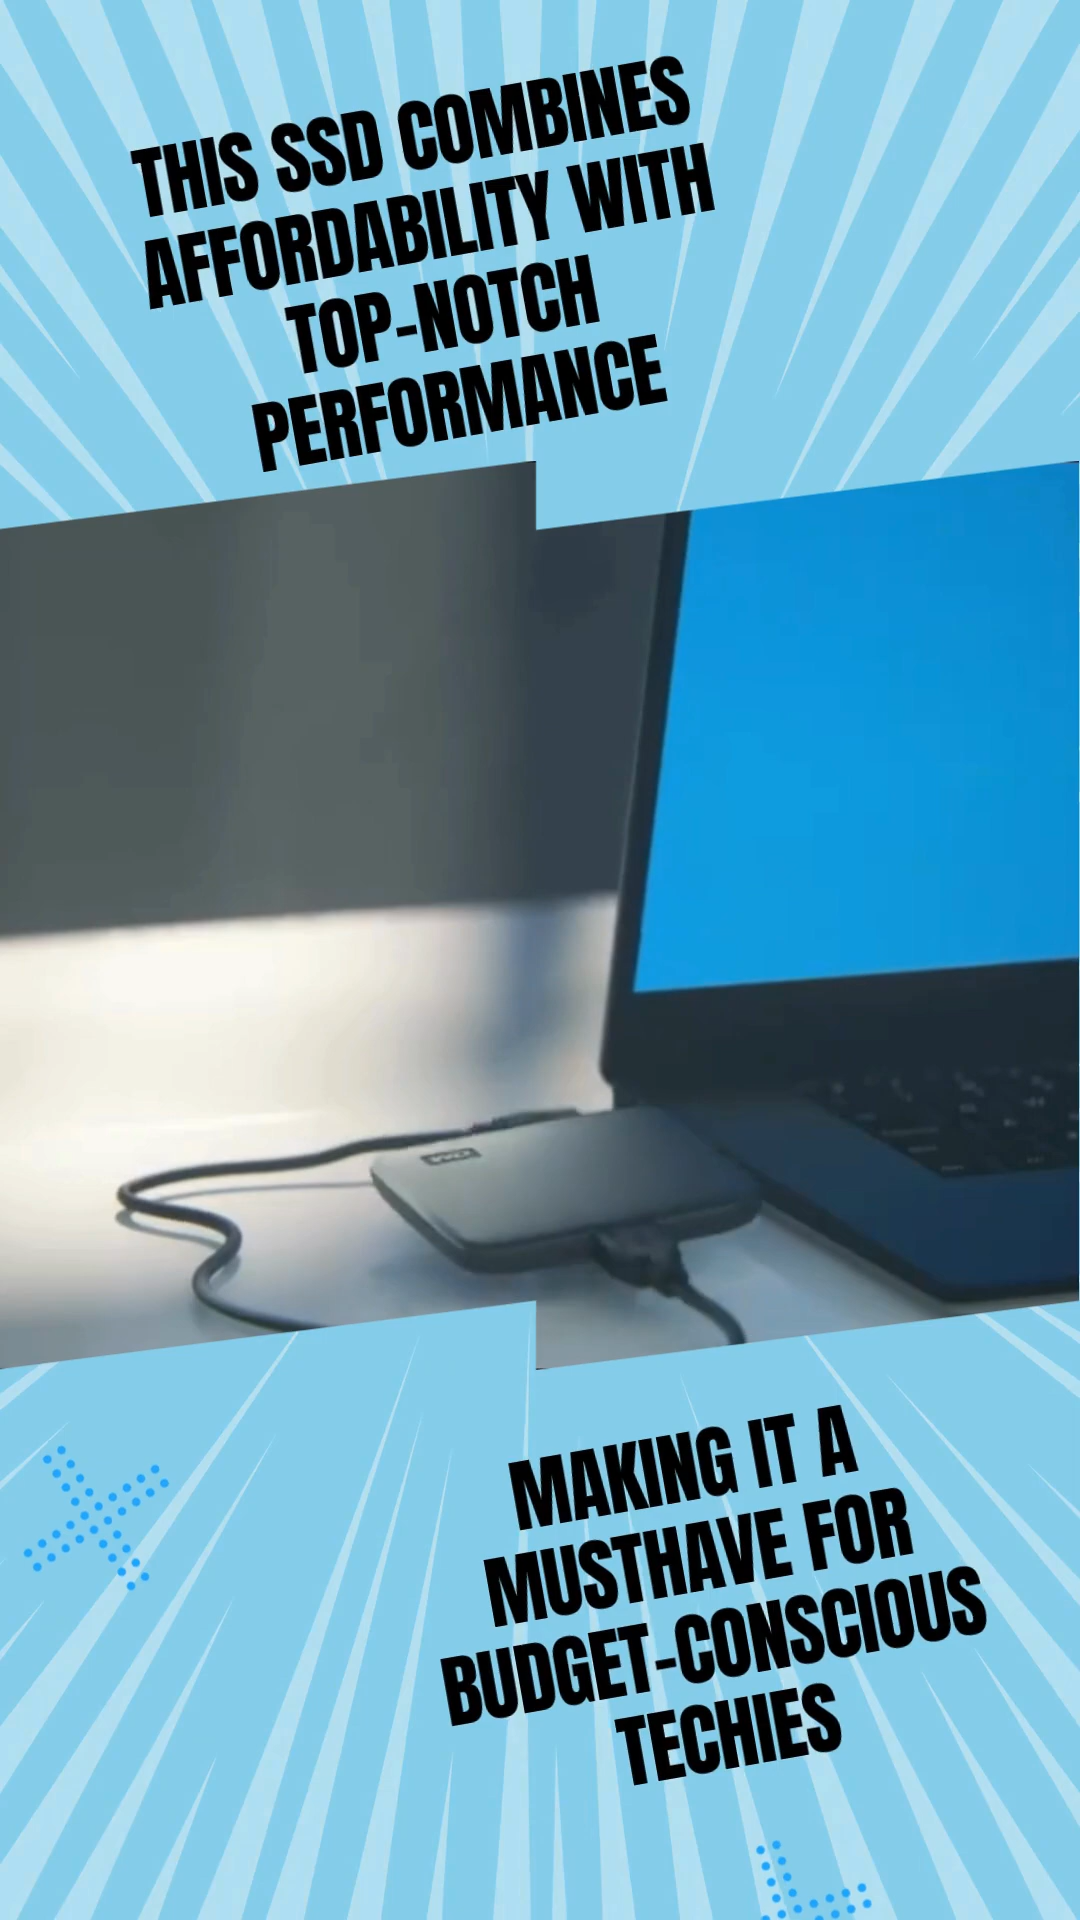 THIS SSD COMBINES
AFFORDABILITY WITH
TOP-NOTCH
PERFORMANCE
MAKING IT A
MUSTHAVE FOR
BUDGET-CONSCIOUS
TECHIES